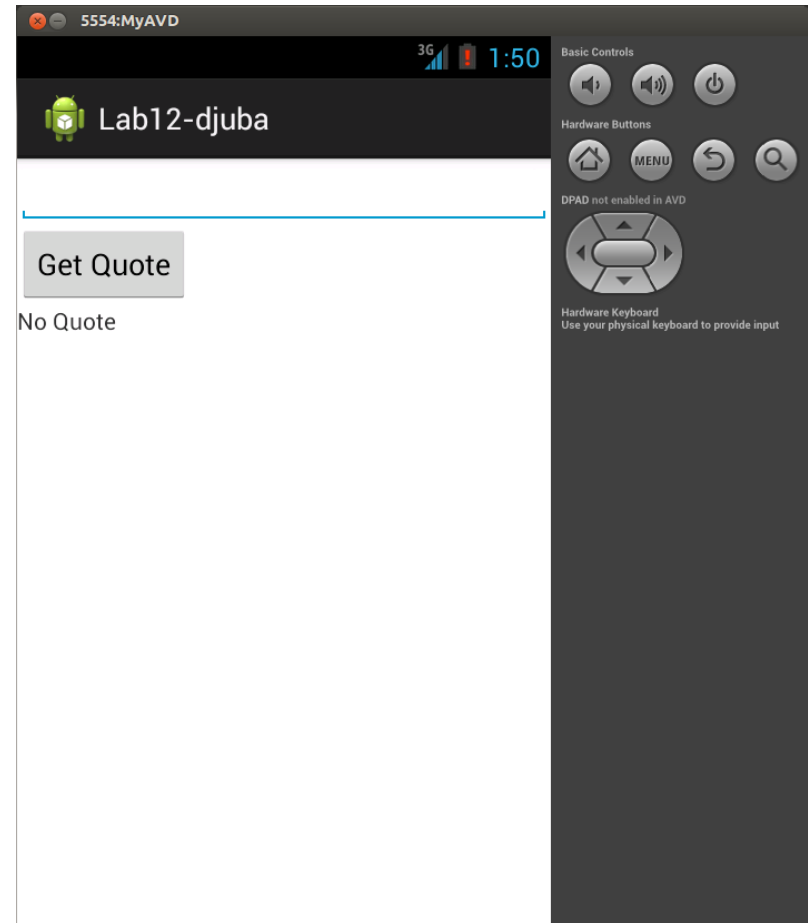 5554:MyAVD
3G 1:50
Lab12-djuba
Get Quote
No Quote
Basic Controls
Hardware Buttons
MENU
DPAD not enabled in AVD
Hardware Keyboard
Use your physical keyboard to provide input